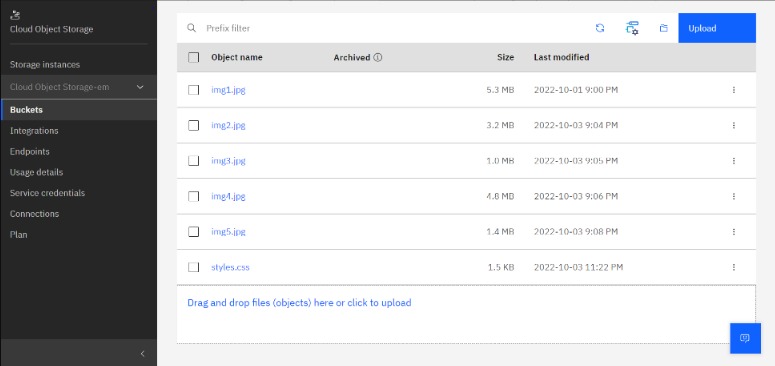 Cloud Object Storage
Storage instances
Cloud Object Storage-em
Buckets
Integrations
Endpoints
Usage details
Service credentials
Connections
Plan
Prefix filter
Upload
Object name Archived Size Last modified
img1.jpg 5.3 MB 2022-10-01 9:00 PM
img2.jpg 3.2 MB 2022-10-03 9:04 PM
img3.jpg 1.0 MB 2022-10-03 9:05 PM
img4.jpg 4.8 MB 2022-10-03 9:06 PM
img5.jpg 1.4 MB 2022-10-03 9:08 PM
styles.css 1.5 KB 2022-10-03 11:22 PM
Drag and drop files (objects) here or click to upload